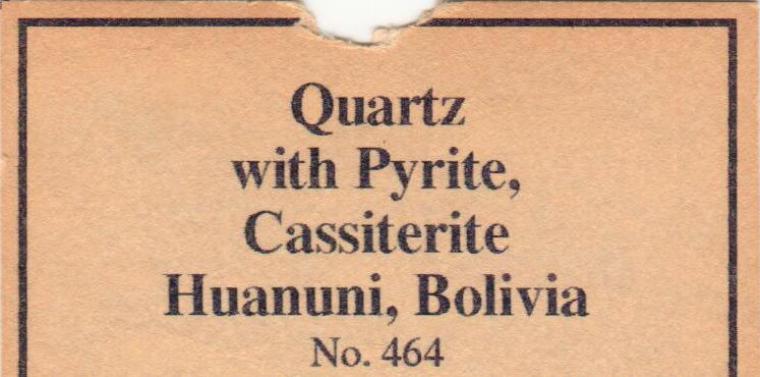 Quartz
with Pyrite,
Cassiterite
Huanuni, Bolivia
No. 464